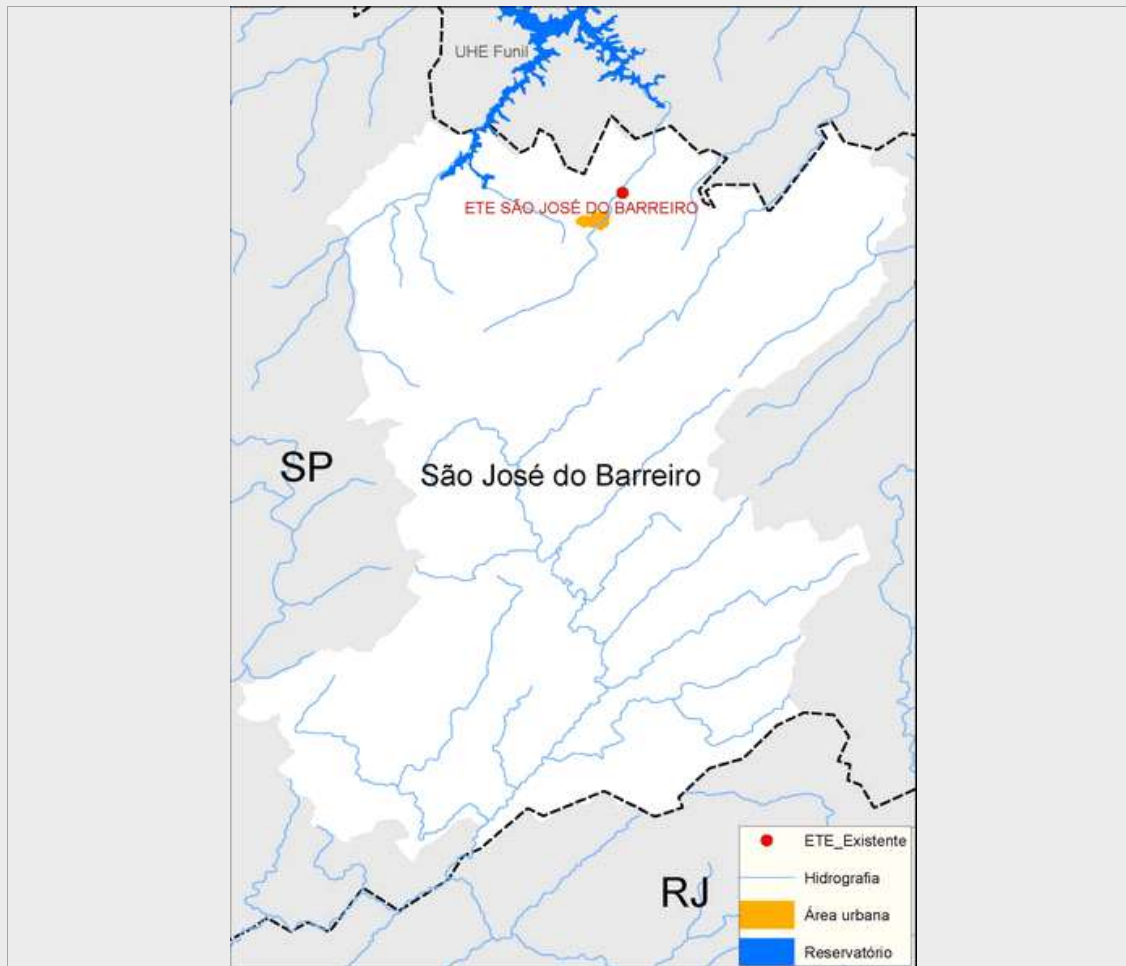 UHE Funil
ETE SÃO JOSÉ DO BARREIRO
SP
São José do Barreiro
RJ
ETE_Existente
Hidrografia
Área urbana
Reservatório